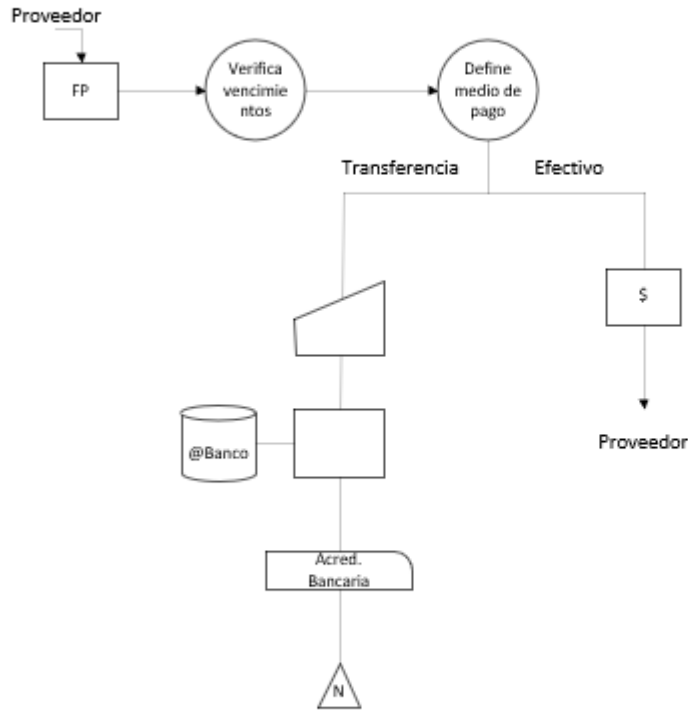 Proveedor
FP
Verifica
vencimie
ntos
Define
medio de
pago
Transferencia
Efectivo
$
@Banco
Proveedor
Acred.
Bancaria
N